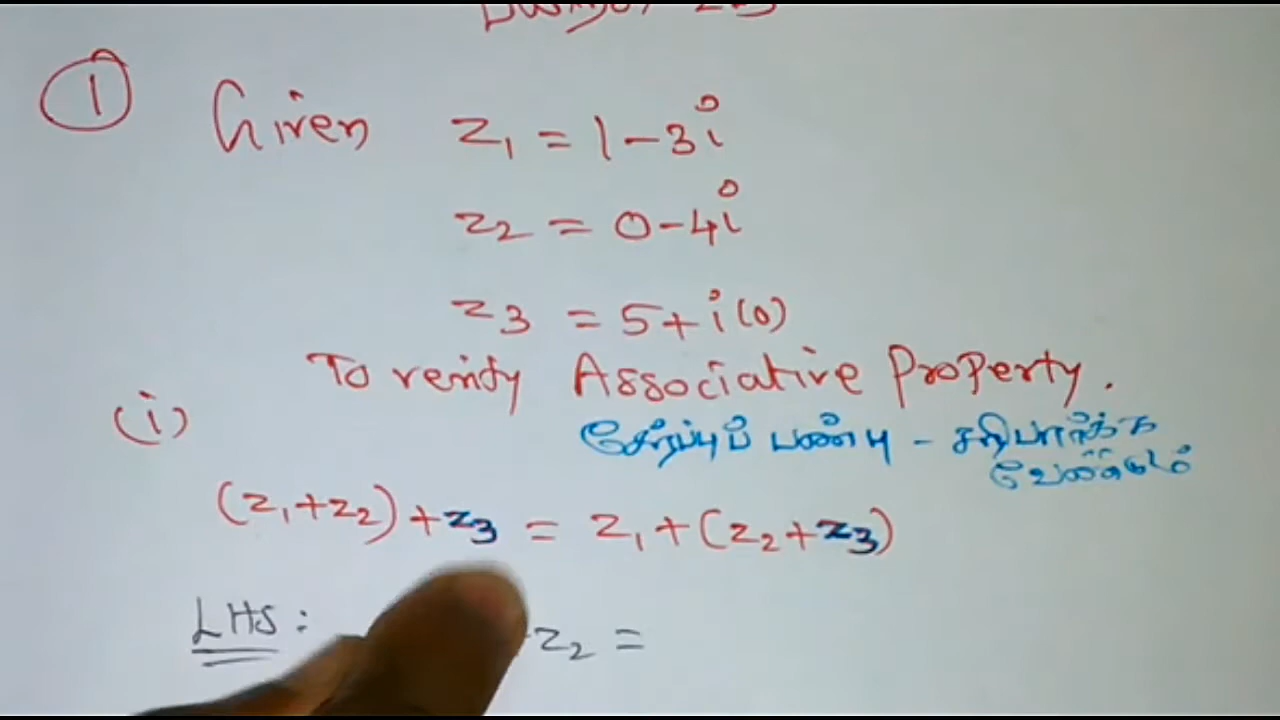 ① Given z₁ = 1-3i
z₂ = 0-4i
z₃ = 5+i(0)
To verify Associative Property.
(i)
சேர்ப்புப் பண்பு - சரிபார்க்க
வேண்டும்
(z₁+z₂)+z₃ = z₁+(z₂+z₃)
LHS: z₂ =